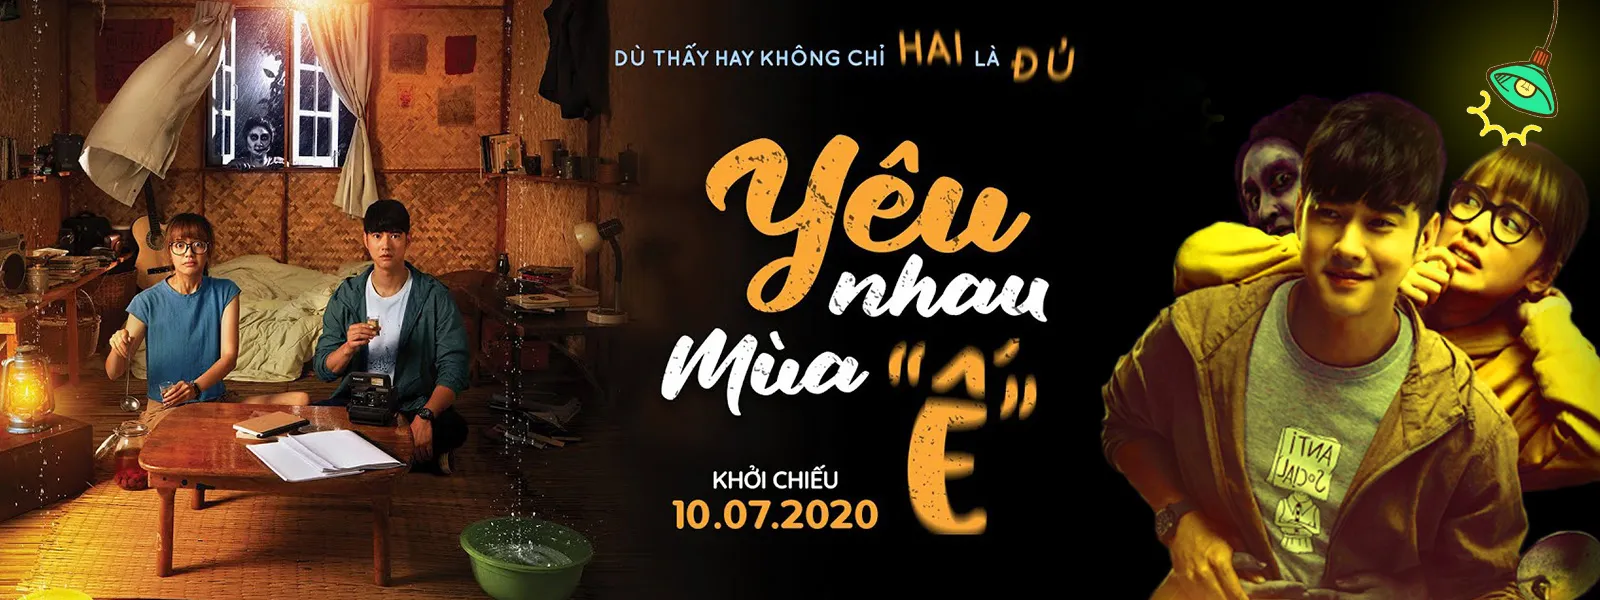 DÙ THẤY HAY KHÔNG CHỈ HAI LÀ ĐỦ
Yêu
nhau
Mùa "Ế"
KHỞI CHIẾU
10.07.2020
ANTI
SOCIAL